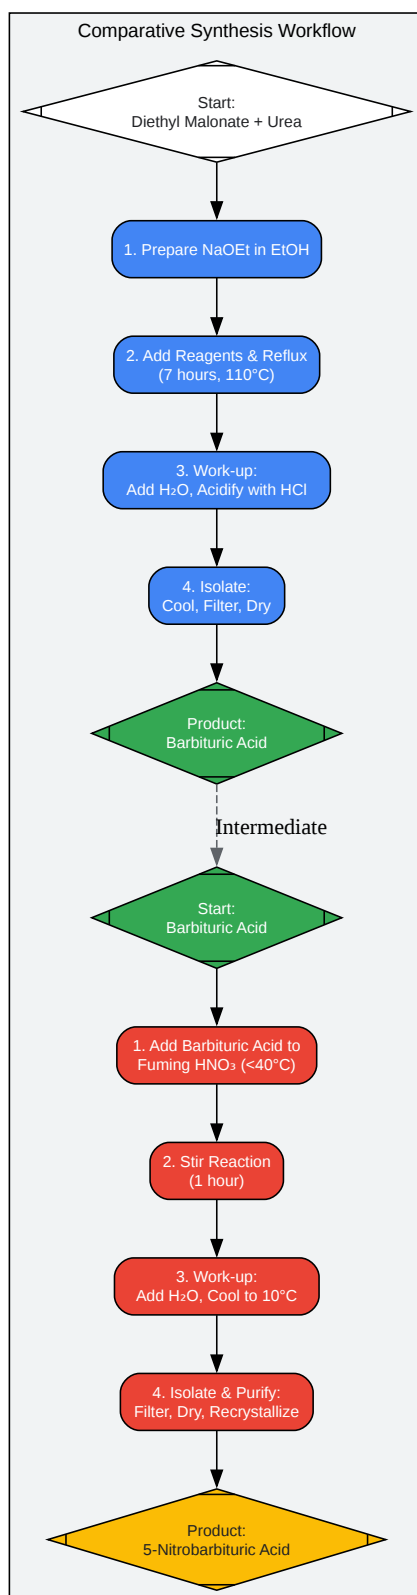 Comparative Synthesis Workflow
Start:
Diethyl Malonate + Urea
1. Prepare NaOEt in EtOH
2. Add Reagents & Reflux
(7 hours, 110°C)
3. Work-up:
Add H₂O, Acidify with HCl
4. Isolate:
Cool, Filter, Dry
Product:
Barbituric Acid
Intermediate
Start:
Barbituric Acid
1. Add Barbituric Acid to
Fuming HNO₃ (<40°C)
2. Stir Reaction
(1 hour)
3. Work-up:
Add H₂O, Cool to 10°C
4. Isolate & Purify:
Filter, Dry, Recrystallize
Product:
5-Nitrobarbituric Acid